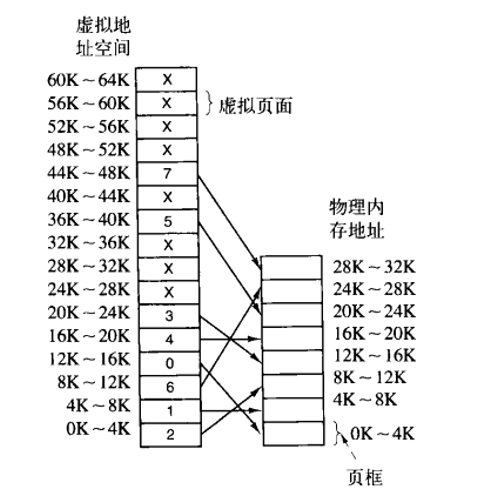 虚拟地
址空间
60K～64K X
56K～60K X 虚拟页面
52K～56K X
48K～52K X
44K～48K 7
40K～44K X
36K～40K 5
32K～36K X
28K～32K X
24K～28K X
20K～24K 3
16K～20K 4
12K～16K 0
8K～12K 6
4K～8K 1
0K～4K 2
物理内
存地址
28K～32K
24K～28K
20K～24K
16K～20K
12K～16K
8K～12K
4K～8K
0K～4K
页框